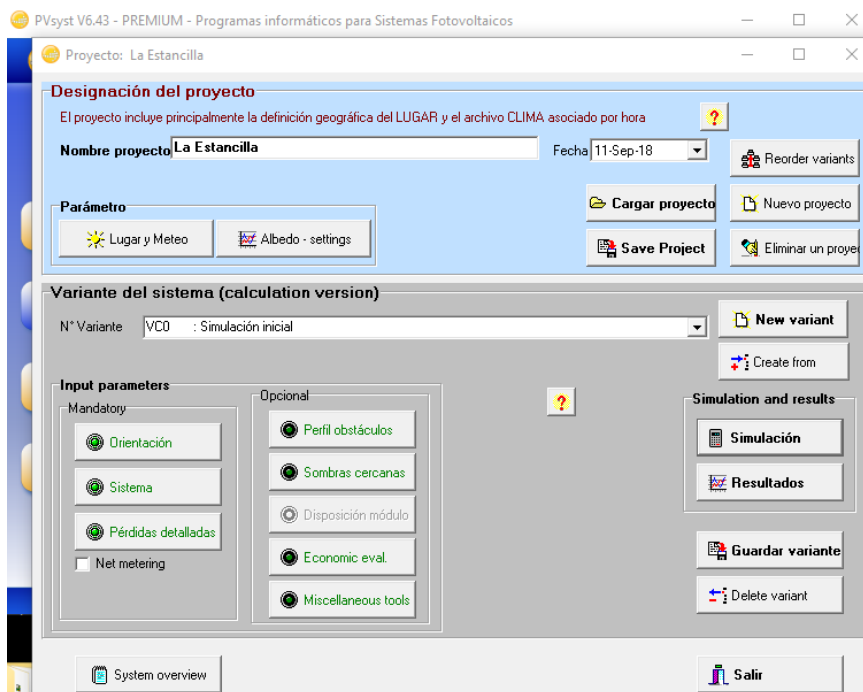 PVsyst V6.43 - PREMIUM - Programas informáticos para Sistemas Fotovoltaicos
Proyecto: La Estancilla
Designación del proyecto
El proyecto incluye principalmente la definición geográfica del LUGAR y el archivo CLIMA asociado por hora
?
Nombre proyecto La Estancilla
Fecha 11-Sep-18
Reorder variants
Parámetro
Cargar proyecto
Nuevo proyecto
Lugar y Meteo
Albedo - settings
Save Project
Eliminar un proyec
Variante del sistema (calculation version)
N° Variante VC0 : Simulación inicial
New variant
Create from
Input parameters
Mandatory
Opcional
?
Simulation and results
Orientación
Perfil obstáculos
Simulación
Sistema
Sombras cercanas
Resultados
Pérdidas detalladas
Disposición módulo
Net metering
Economic eval.
Guardar variante
Miscellaneous tools
Delete variant
System overview
Salir